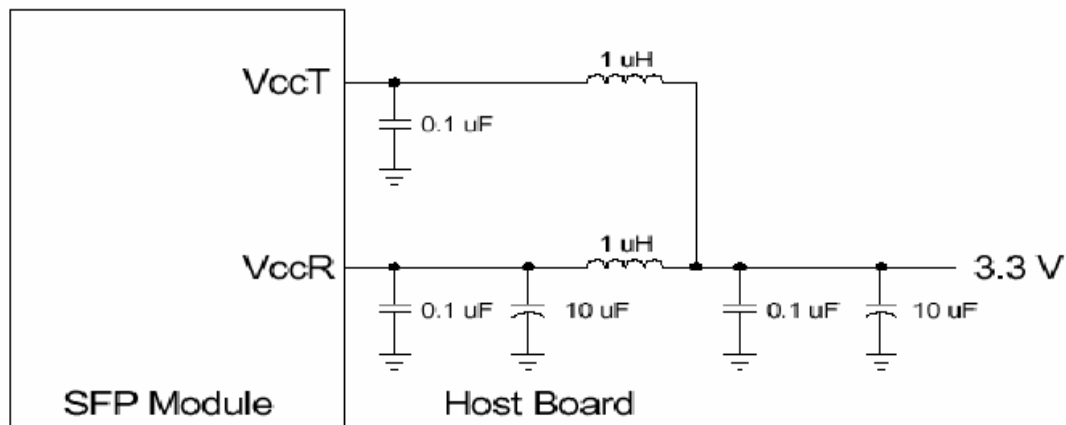 1 uH
VccT
0.1 uF
1 uH
VccR
3.3 V
0.1 uF
10 uF
0.1 uF
10 uF
SFP Module
Host Board